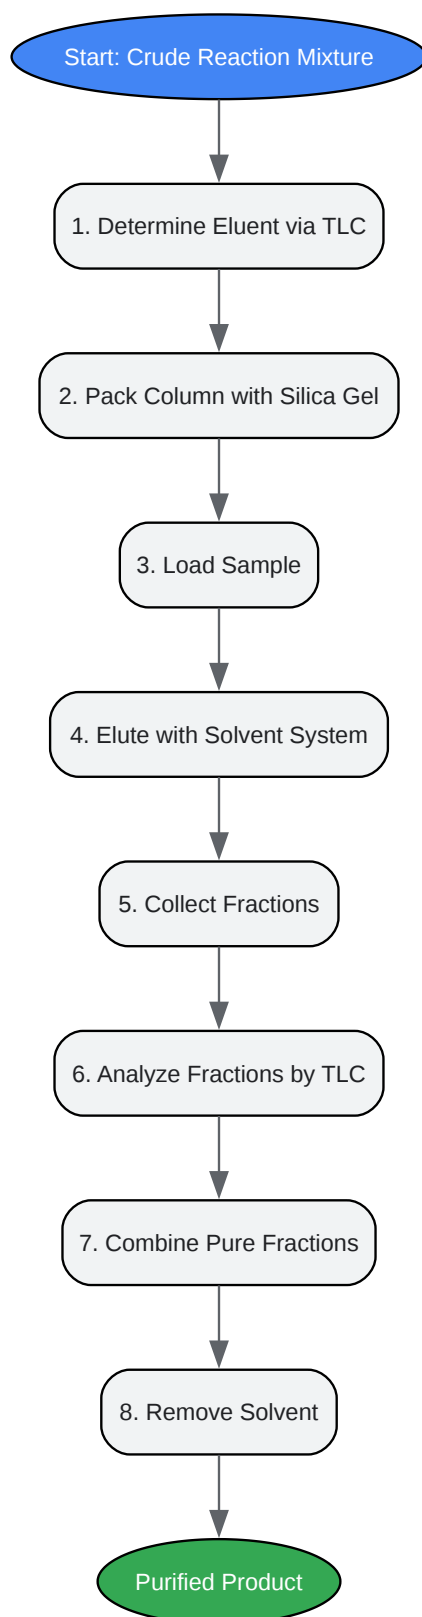 Start: Crude Reaction Mixture
1. Determine Eluent via TLC
2. Pack Column with Silica Gel
3. Load Sample
4. Elute with Solvent System
5. Collect Fractions
6. Analyze Fractions by TLC
7. Combine Pure Fractions
8. Remove Solvent
Purified Product